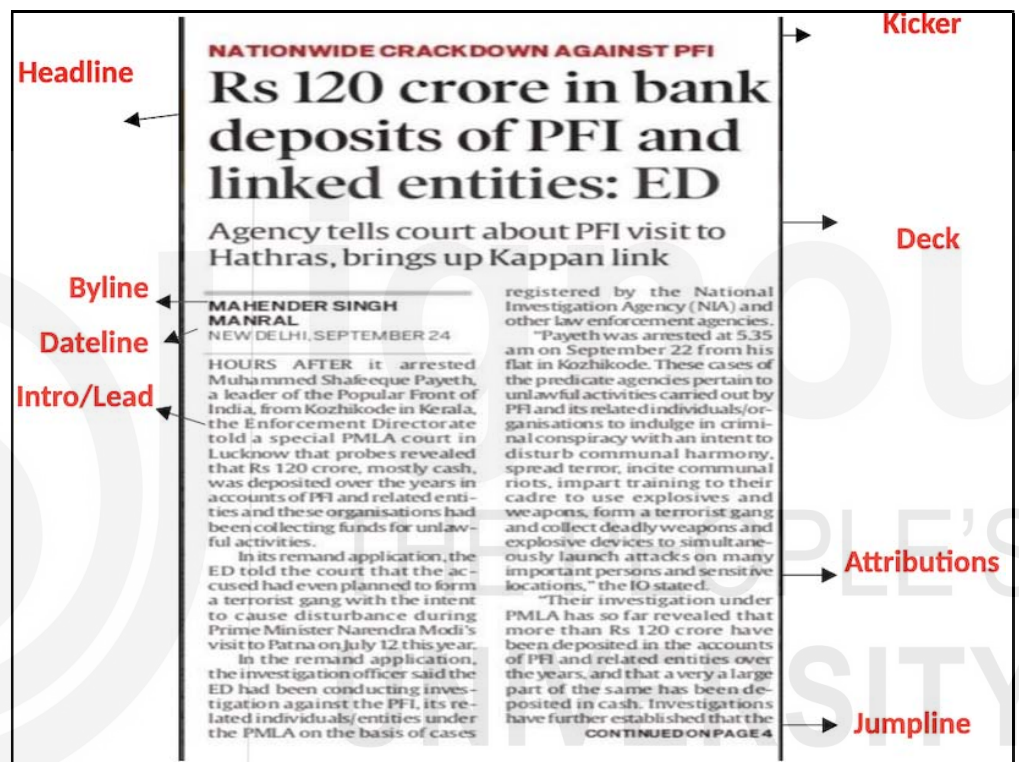 Kicker
NATIONWIDE CRACKDOWN AGAINST PFI
Headline
Rs 120 crore in bank
deposits of PFI and
linked entities: ED
Agency tells court about PFI visit to
Hathras, brings up Kappan link
Deck
Byline
MAHENDER SINGH
MANRAL
Dateline
NEW DELHI, SEPTEMBER 24
Intro/Lead
HOURS AFTER it arrested
Muhammed Shafeeque Payeth,
a leader of the Popular Front of
India, from Kozhikode in Kerala,
the Enforcement Directorate
told a special PMLA court in
Lucknow that probes revealed
that Rs 120 crore, mostly cash,
was deposited over the years in
accounts of PFI and related enti-
ties and these organisations had
been collecting funds for unlaw-
ful activities.
In its remand application, the
ED told the court that the ac-
cused had even planned to form
a terrorist gang with the intent
to cause disturbance during
Prime Minister Narendra Modi's
visit to Patna on July 12 this year.
In the remand application,
the investigation officer said the
ED had been conducting inves-
tigation against the PFI, its re-
lated individuals/entities under
the PMLA on the basis of cases
registered by the National
Investigation Agency (NIA) and
other law enforcement agencies.
"Payeth was arrested at 5.35
am on September 22 from his
flat in Kozhikode. These cases of
the predicate agencies pertain to
unlawful activities carried out by
PFI and its related individuals/or-
ganisations to indulge in crimi-
nal conspiracy with an intent to
disturb communal harmony,
spread terror, incite communal
riots, impart training to their
cadre to use explosives and
weapons, form a terrorist gang
and collect deadly weapons and
explosive devices to simultane-
ously launch attacks on many
important persons and sensitive
locations," the IO stated.
Attributions
"Their investigation under
PMLA has so far revealed that
more than Rs 120 crore have
been deposited in the accounts
of PFI and related entities over
the years, and that a very a large
part of the same has been de-
posited in cash. Investigations
have further established that the
CONTINUED ON PAGE 4
Jumpline
ignou
THE PEOPLE'S
UNIVERSITY